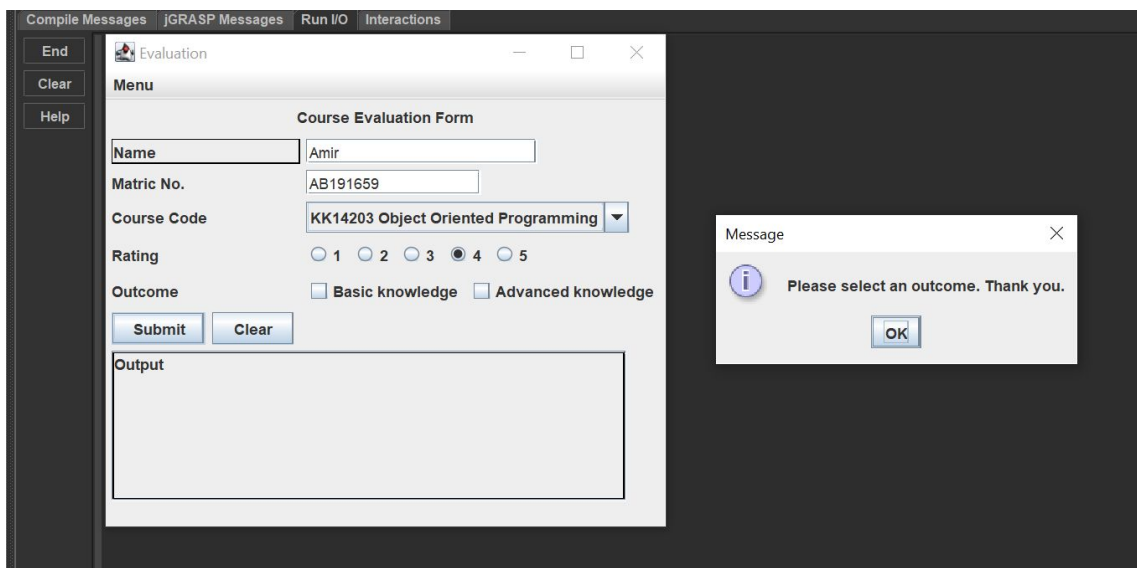 Compile Messages jGRASP Messages Run I/O Interactions
End
Clear
Help
Evaluation
Menu
Course Evaluation Form
Name Amir
Matric No. AB191659
Course Code KK14203 Object Oriented Programming
Rating 1 2 3 4 5
Outcome Basic knowledge Advanced knowledge
Submit Clear
Output
Message
Please select an outcome. Thank you.
OK